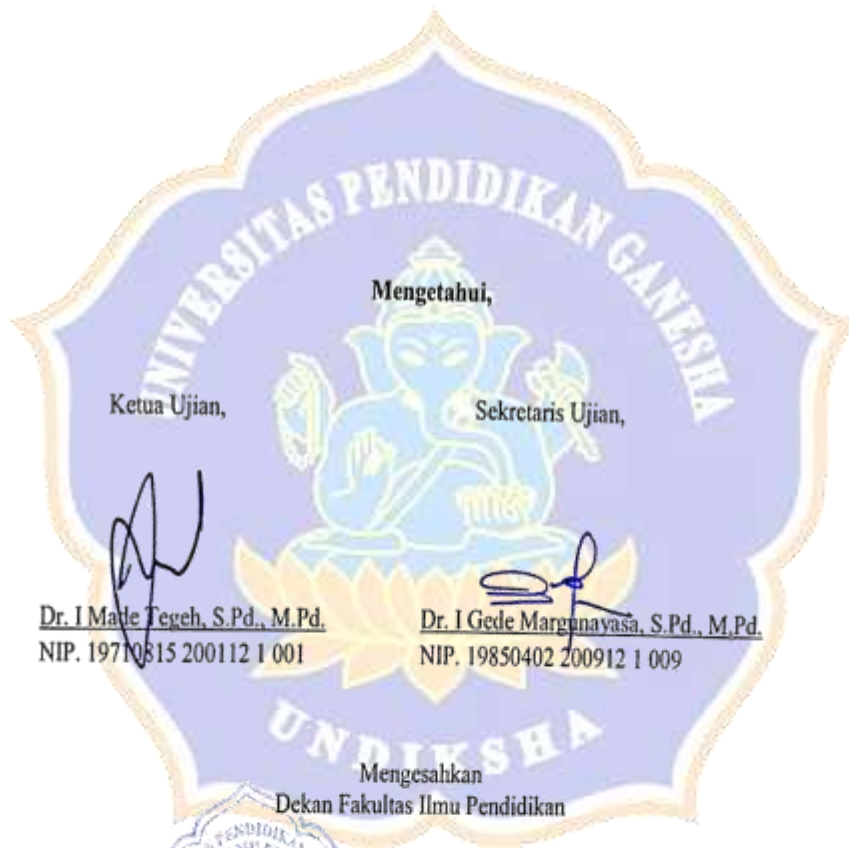 UNIVERSITAS PENDIDIKAN GANESHA
Mengetahui,
Ketua Ujian,
Sekretaris Ujian,
Dr. I Made Tegeh, S.Pd., M.Pd.
NIP. 19710815 200112 1 001
Dr. I Gede Margunayasa, S.Pd., M.Pd.
NIP. 19850402 200912 1 009
UNDIKSHA
Mengesahkan
Dekan Fakultas Ilmu Pendidikan